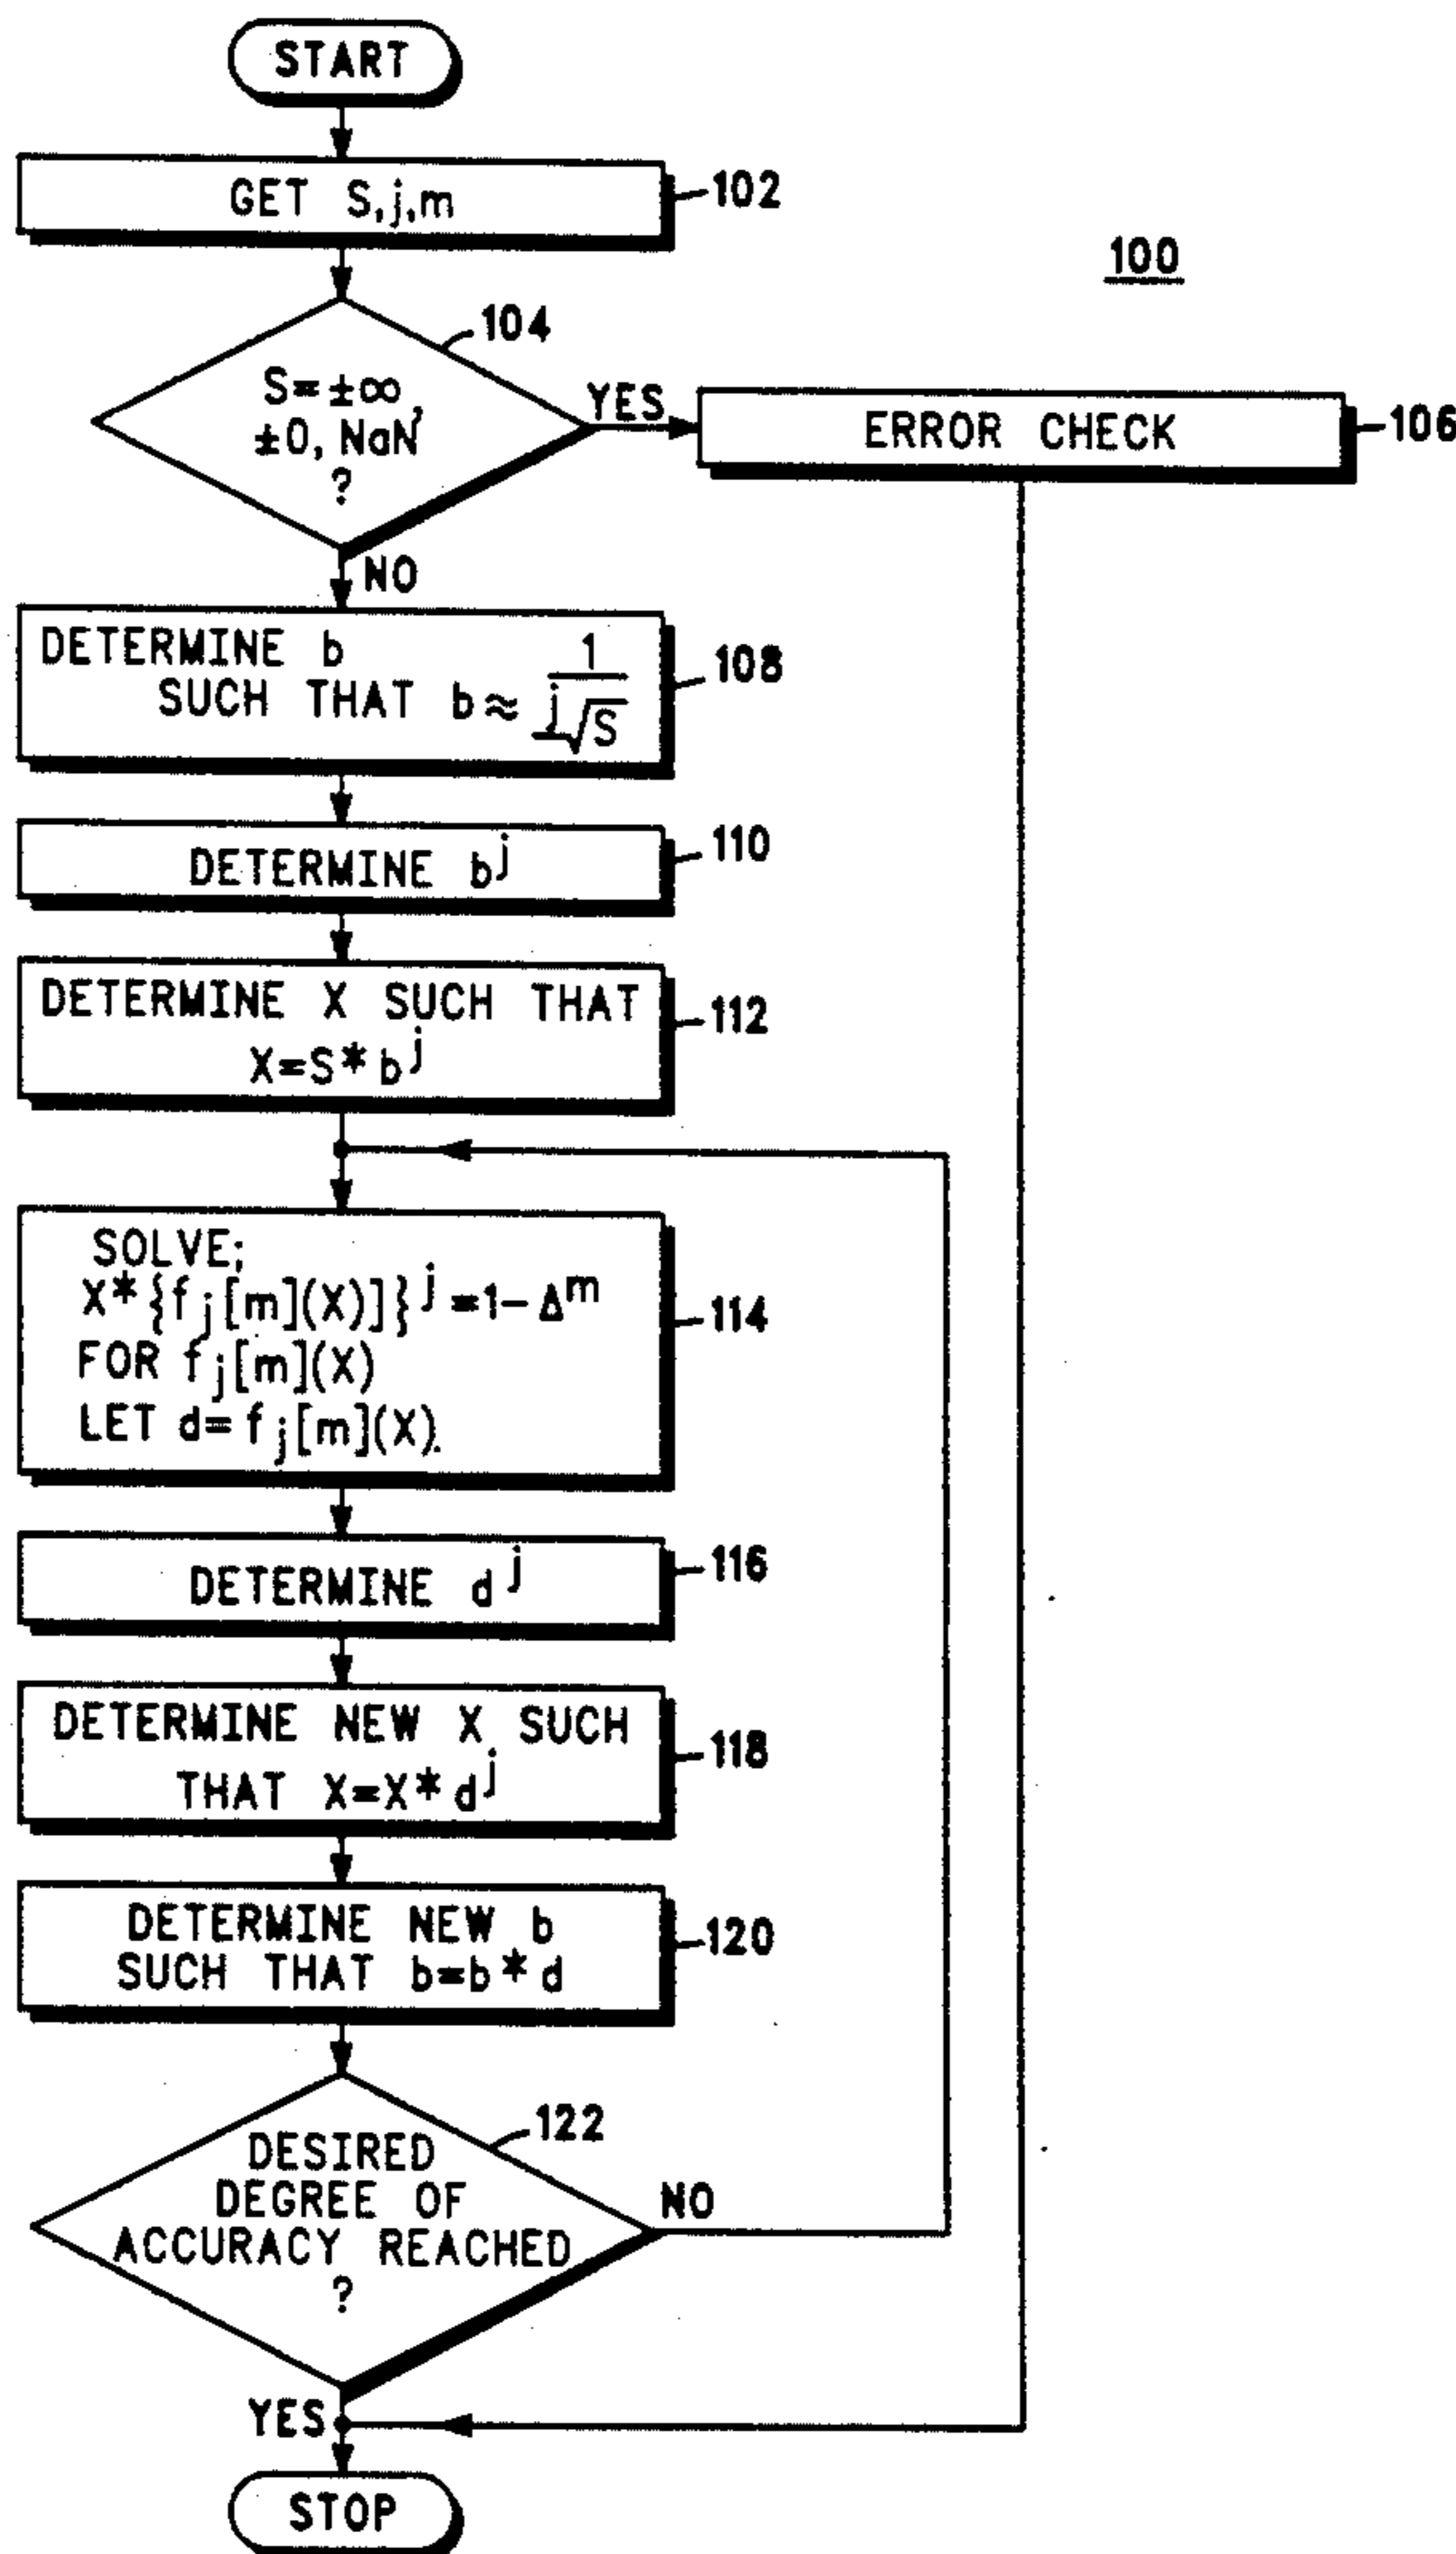 START
GET S,j,m
102
100
104
S=±∞,
±0, NaN
?
YES
ERROR CHECK
106
NO
DETERMINE b
SUCH THAT b≈ 1/j√S
108
DETERMINE b^j
110
DETERMINE X SUCH THAT
X=S*b^j
112
SOLVE;
X*{f_j[m](X)]}^j=1-Δ^m
FOR f_j[m](X)
LET d=f_j[m](X).
114
DETERMINE d^j
116
DETERMINE NEW X SUCH
THAT X=X*d^j
118
DETERMINE NEW b
SUCH THAT b=b*d
120
122
DESIRED
DEGREE OF
ACCURACY REACHED
?
NO
YES
STOP